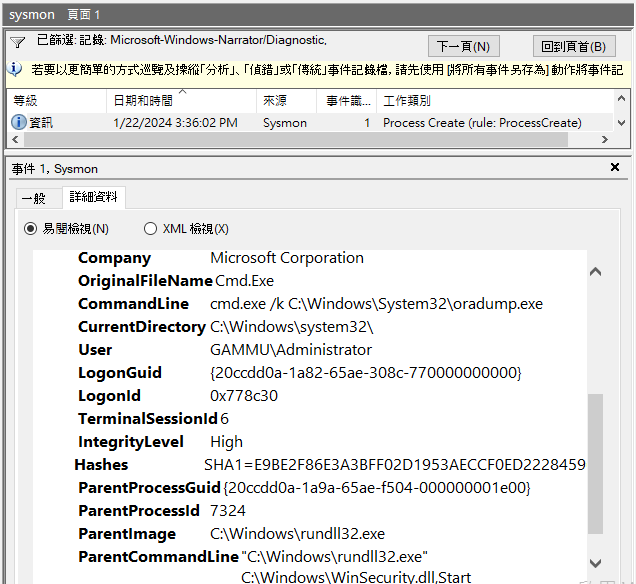 sysmon 頁面 1
已篩選: 記錄: Microsoft-Windows-Narrator/Diagnostic,
下一頁(N)
回到頁首(B)
若要以更簡單的方式巡覽及操縱「分析」、「偵錯」或「傳統」事件記錄檔，請先使用 [將所有事件另存為] 動作將事件記
等級 日期和時間 來源 事件識... 工作類別
資訊 1/22/2024 3:36:02 PM Sysmon 1 Process Create (rule: ProcessCreate)
事件 1, Sysmon
一般 詳細資料
易閱檢視(N) XML 檢視(X)
Company Microsoft Corporation
OriginalFileName Cmd.Exe
CommandLine cmd.exe /k C:\Windows\System32\oradump.exe
CurrentDirectory C:\Windows\system32\
User GAMMU\Administrator
LogonGuid {20ccdd0a-1a82-65ae-308c-770000000000}
LogonId 0x778c30
TerminalSessionId 6
IntegrityLevel High
Hashes SHA1=E9BE2F86E3A3BFF02D1953AECCF0ED2228459
ParentProcessGuid {20ccdd0a-1a9a-65ae-f504-000000001e00}
ParentProcessId 7324
ParentImage C:\Windows\rundll32.exe
ParentCommandLine "C:\Windows\rundll32.exe"
C:\Windows\WinSecurity.dll,Start